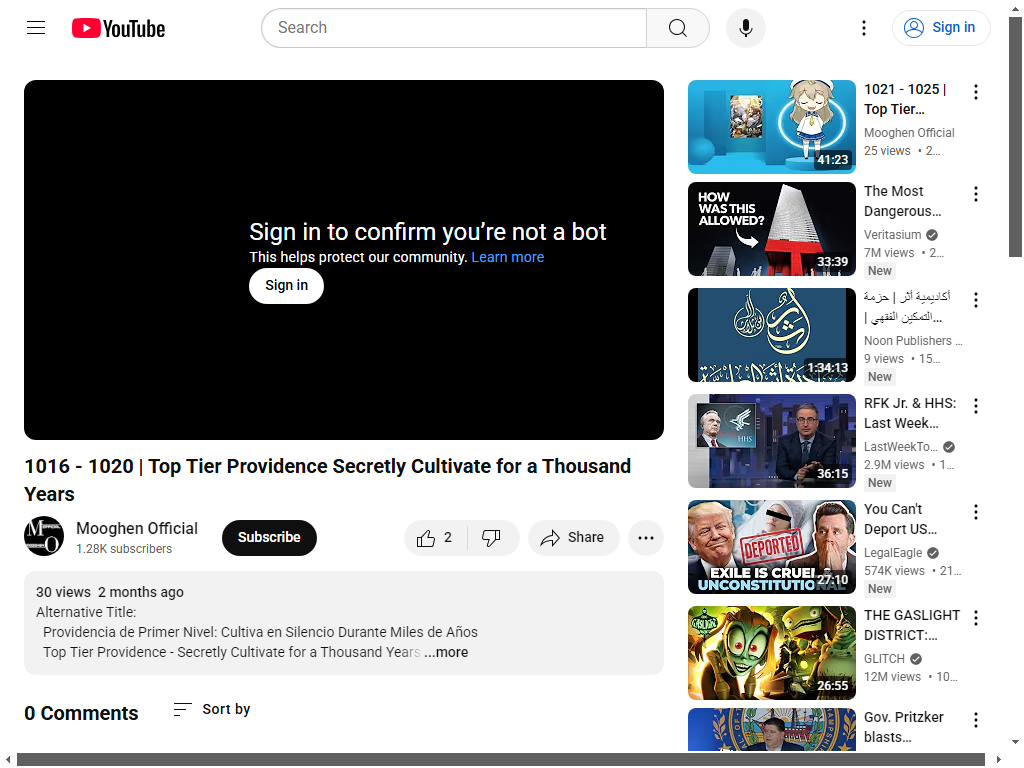 YouTube
Search
Sign in
Sign in to confirm you're not a bot
This helps protect our community. Learn more
Sign in
1016 - 1020 | Top Tier Providence Secretly Cultivate for a Thousand
Years
Mooghen Official
1.28K subscribers
Subscribe
2
Share
30 views 2 months ago
Alternative Title:
Providencia de Primer Nivel: Cultiva en Silencio Durante Miles de Años
Top Tier Providence - Secretly Cultivate for a Thousand Years ...more
0 Comments
Sort by
41:23
1021 - 1025 |
Top Tier...
Mooghen Official
25 views • 2...
HOW
WAS THIS
ALLOWED?
33:39
The Most
Dangerous...
Veritasium
7M views • 2...
New
1:34:13
أكاديمية أثر | حزمة
التمكين الفقهي |...
Noon Publishers ...
9 views • 15...
New
HHS
36:15
RFK Jr. & HHS:
Last Week...
LastWeekTo...
2.9M views • 1...
New
DEPORTED
EXILE IS CRUEL
UNCONSTITUTIONAL
27:10
You Can't
Deport US...
LegalEagle
574K views • 21...
New
26:55
THE GASLIGHT
DISTRICT:...
GLITCH
12M views • 10...
Gov. Pritzker
blasts...